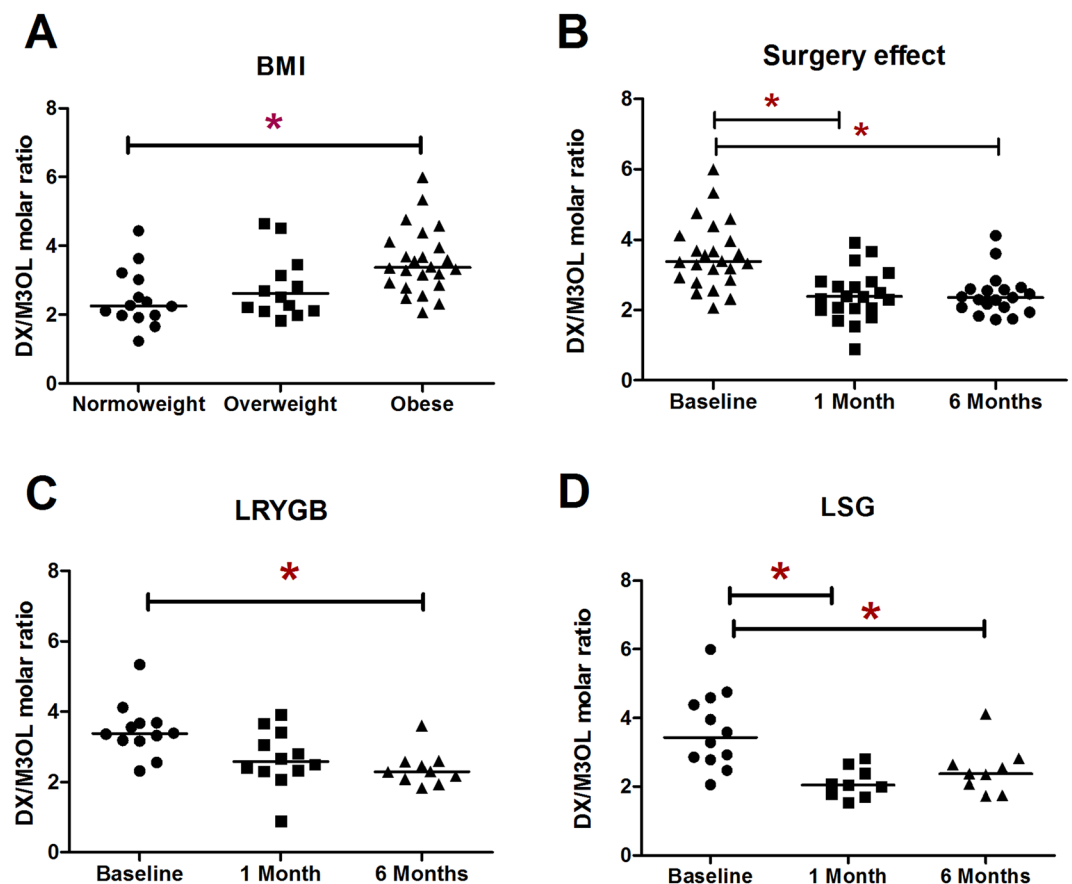 A
BMI
*
DX/M3OL molar ratio
8
6
4
2
0
Normoweight Overweight Obese
B
Surgery effect
*
*
DX/M3OL molar ratio
8
6
4
2
0
Baseline 1 Month 6 Months
C
LRYGB
*
DX/M3OL molar ratio
8
6
4
2
0
Baseline 1 Month 6 Months
D
LSG
*
*
DX/M3OL molar ratio
8
6
4
2
0
Baseline 1 Month 6 Months